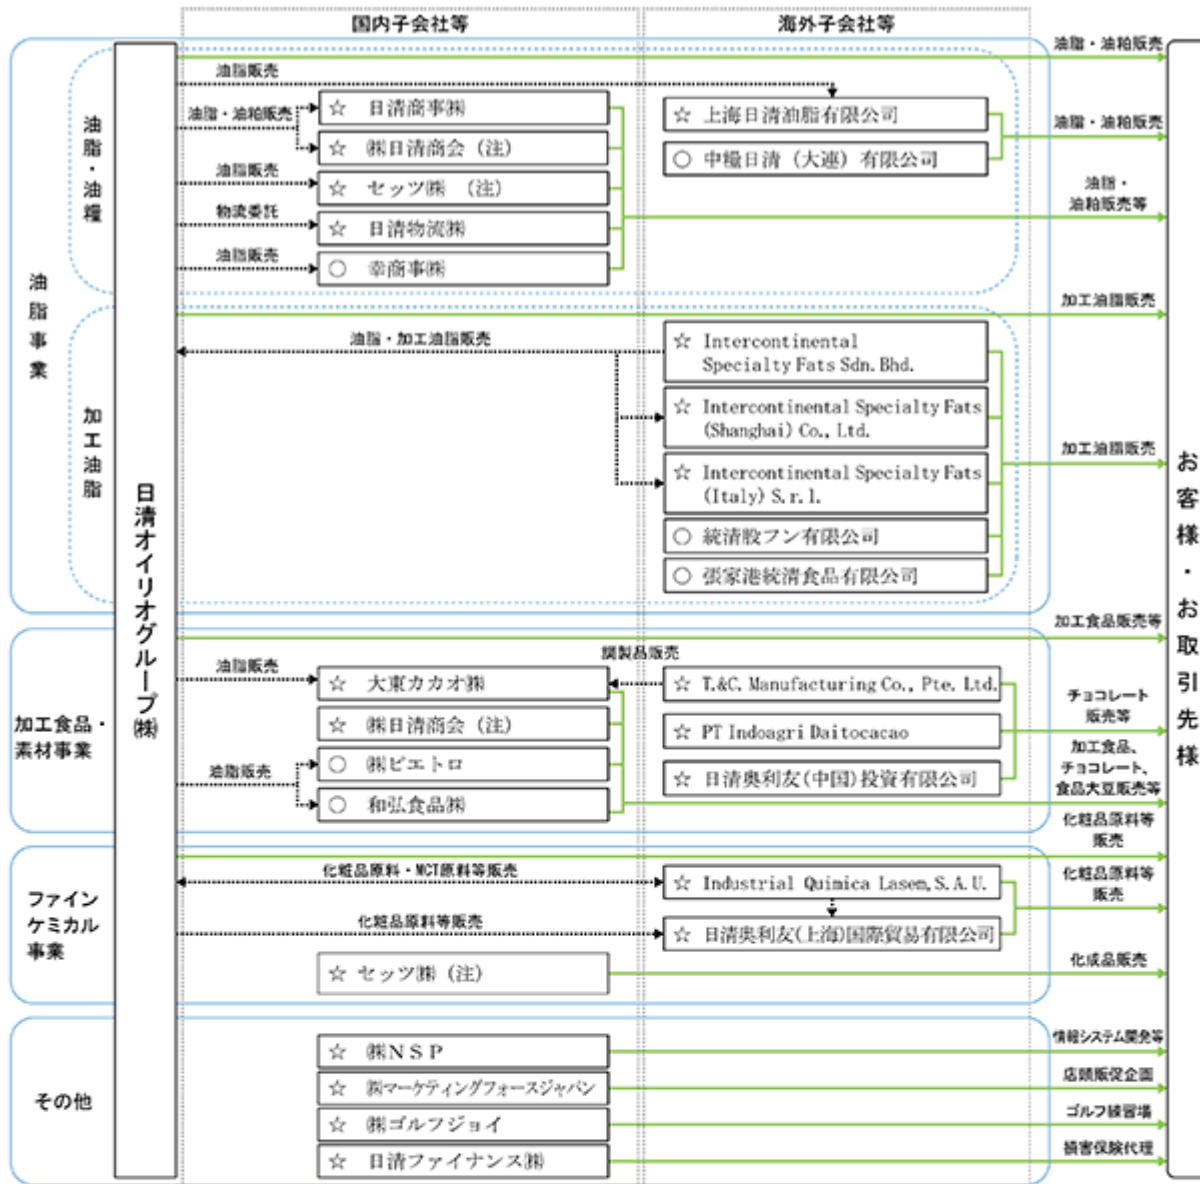 国内子会社等
海外子会社等
油脂事業
油脂・油糧
油脂・油粕販売
油脂販売
油脂・油粕販売
☆ 日清商事㈱
☆ ㈱日清商会（注）
油脂販売
☆ セッツ㈱（注）
物流委託
☆ 日清物流㈱
油脂販売
○ 幸商事㈱
☆ 上海日清油脂有限公司
○ 中糧日清（大連）有限公司
油脂・油粕販売
油脂・
油粕販売等
加工油脂
加工油脂販売
油脂・加工油脂販売
☆ Intercontinental
Specialty Fats Sdn. Bhd.
☆ Intercontinental Specialty Fats
(Shanghai) Co., Ltd.
☆ Intercontinental Specialty Fats
(Italy) S.r.l.
○ 統清股フン有限公司
○ 張家港統清食品有限公司
加工油脂販売
日清オイリオグループ㈱
お客様・お取引先様
加工食品・
素材事業
加工食品販売等
油脂販売
調製品販売
☆ 大東カカオ㈱
☆ ㈱日清商会（注）
油脂販売
○ ㈱ピエトロ
○ 和弘食品㈱
☆ T.&C. Manufacturing Co., Pte. Ltd.
☆ PT Indoagri Daitocacao
☆ 日清奥利友(中国)投資有限公司
チョコレート
販売等
加工食品、
チョコレート、
食品大豆販売等
ファイン
ケミカル
事業
化粧品原料等
販売
化粧品原料・MCT原料等販売
☆ Industrial Quimica Lasem, S.A.U.
化粧品原料等販売
☆ 日清奥利友(上海)国際貿易有限公司
化粧品原料等
販売
☆ セッツ㈱（注）
化成品販売
その他
☆ ㈱ＮＳＰ
情報システム開発等
☆ ㈱マーケティングフォースジャパン
店頭販促企画
☆ ㈱ゴルフジョイ
ゴルフ練習場
☆ 日清ファイナンス㈱
損害保険代理